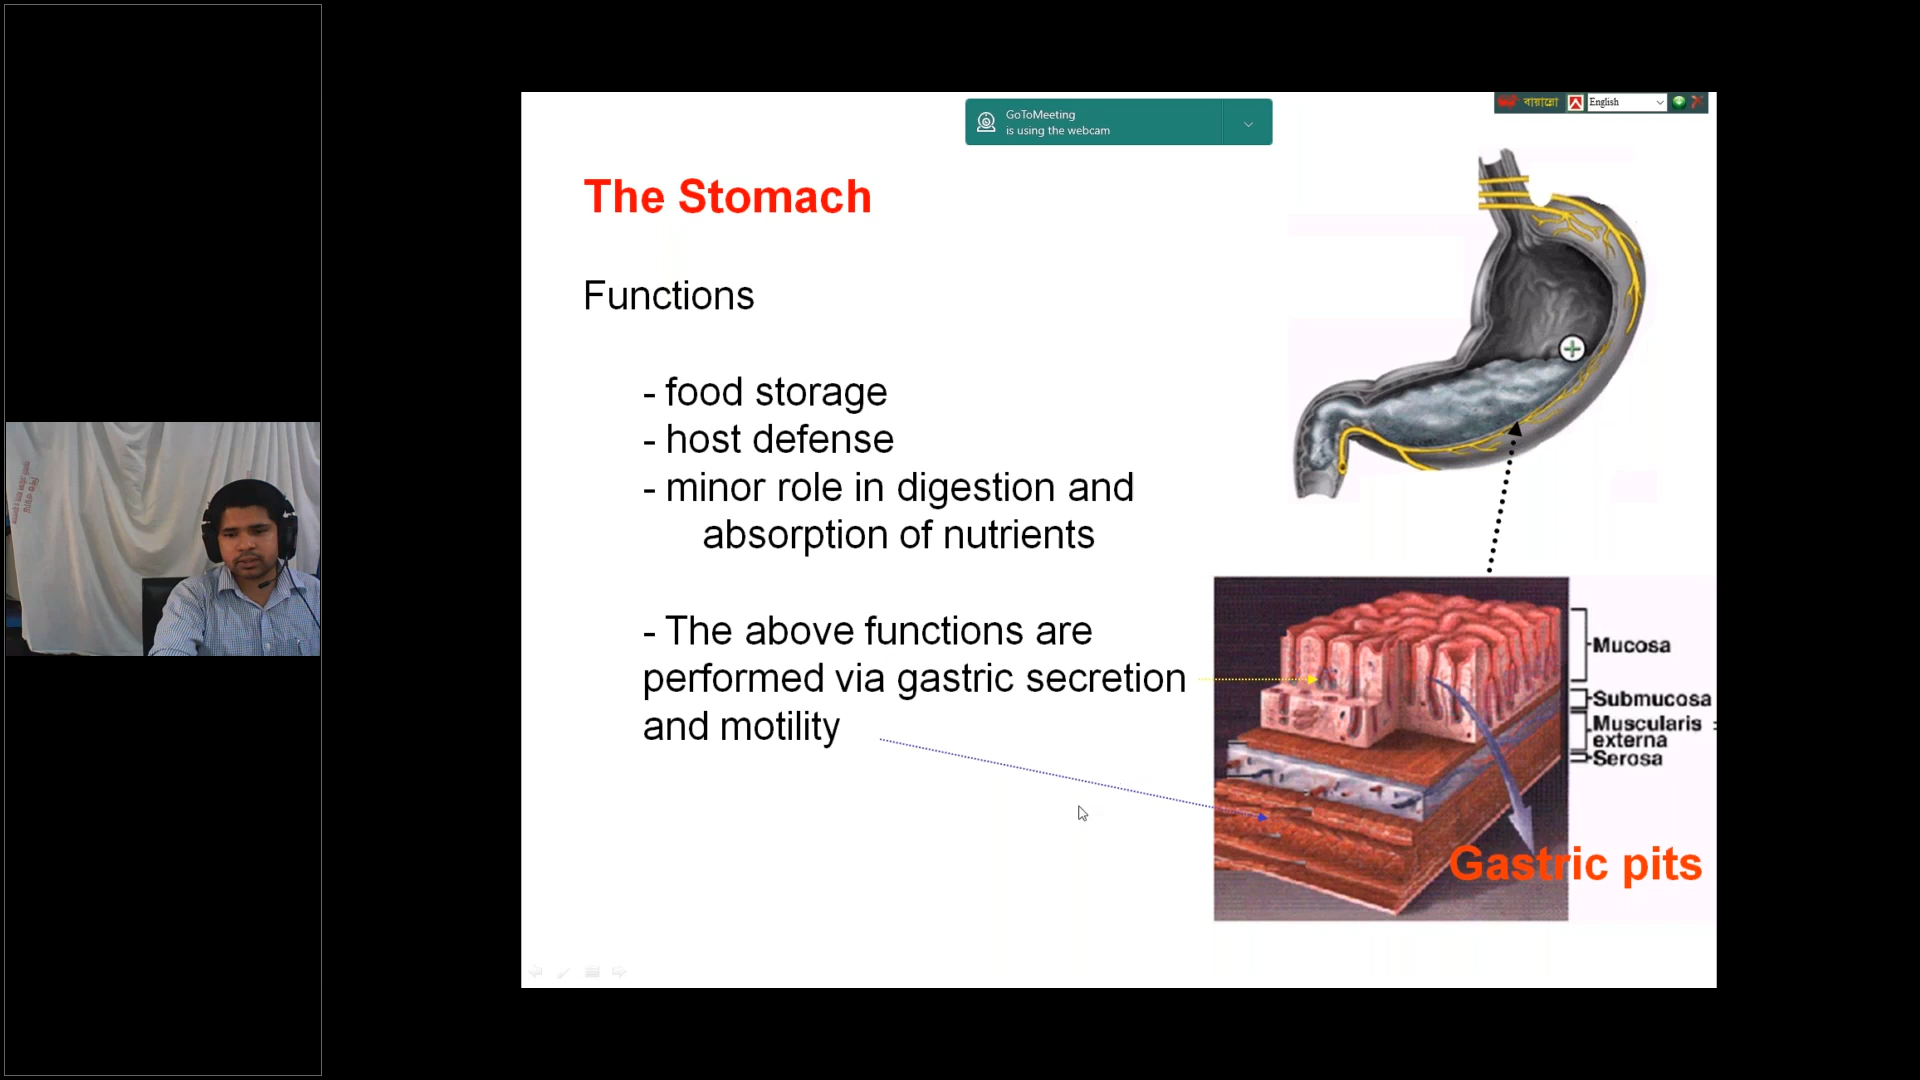 GoToMeeting
is using the webcam
বায়ান্নো
English
The Stomach
Functions
- food storage
- host defense
- minor role in digestion and
absorption of nutrients
- The above functions are
performed via gastric secretion
and motility
Mucosa
Submucosa
Muscularis
externa
Serosa
Gastric pits